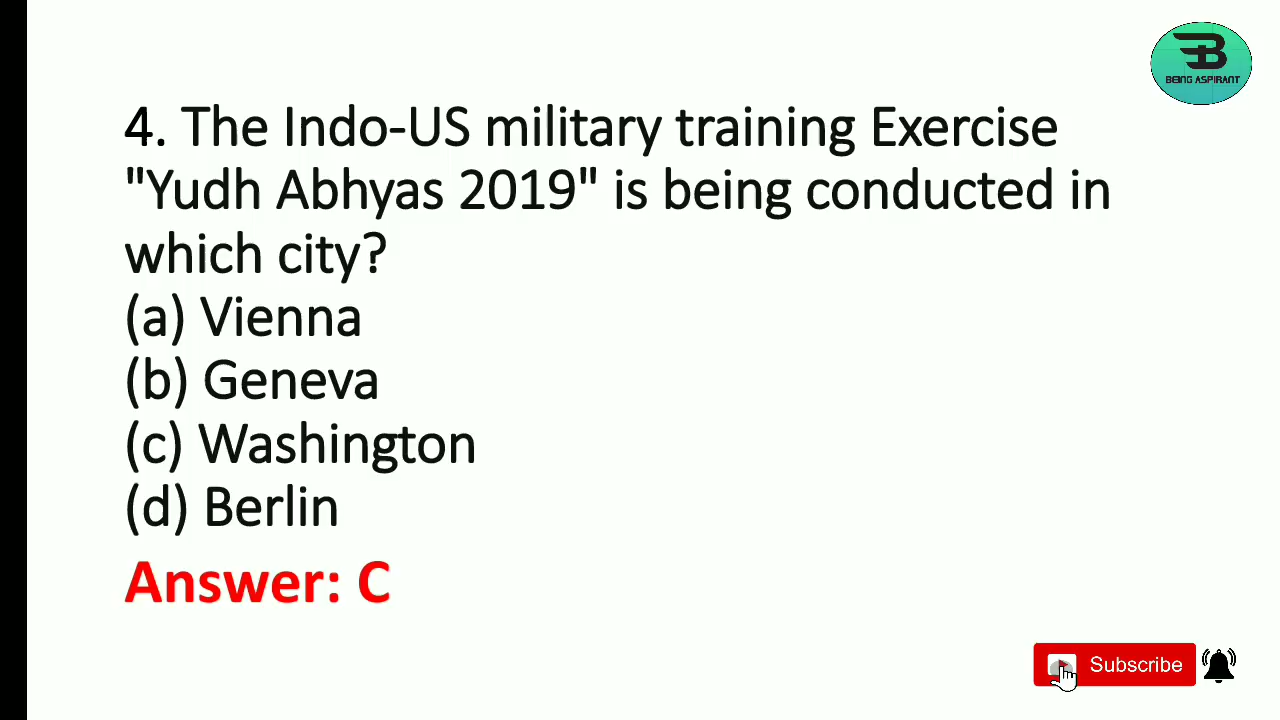 BEING ASPIRANT
4. The Indo-US military training Exercise
"Yudh Abhyas 2019" is being conducted in
which city?
(a) Vienna
(b) Geneva
(c) Washington
(d) Berlin
Answer: C
Subscribe